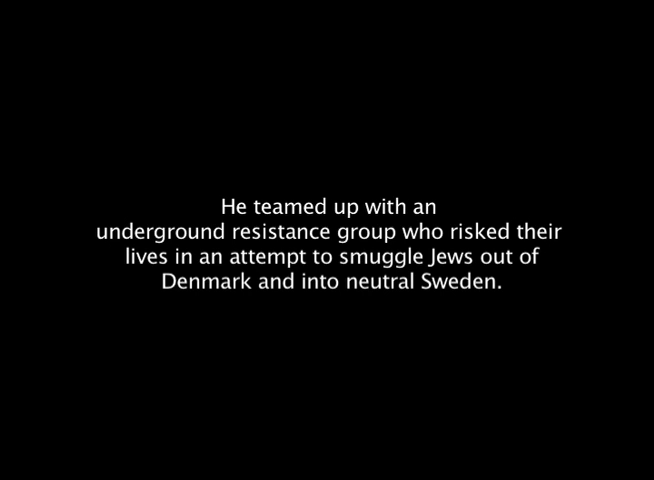 He teamed up with an
underground resistance group who risked their
lives in an attempt to smuggle Jews out of
Denmark and into neutral Sweden.